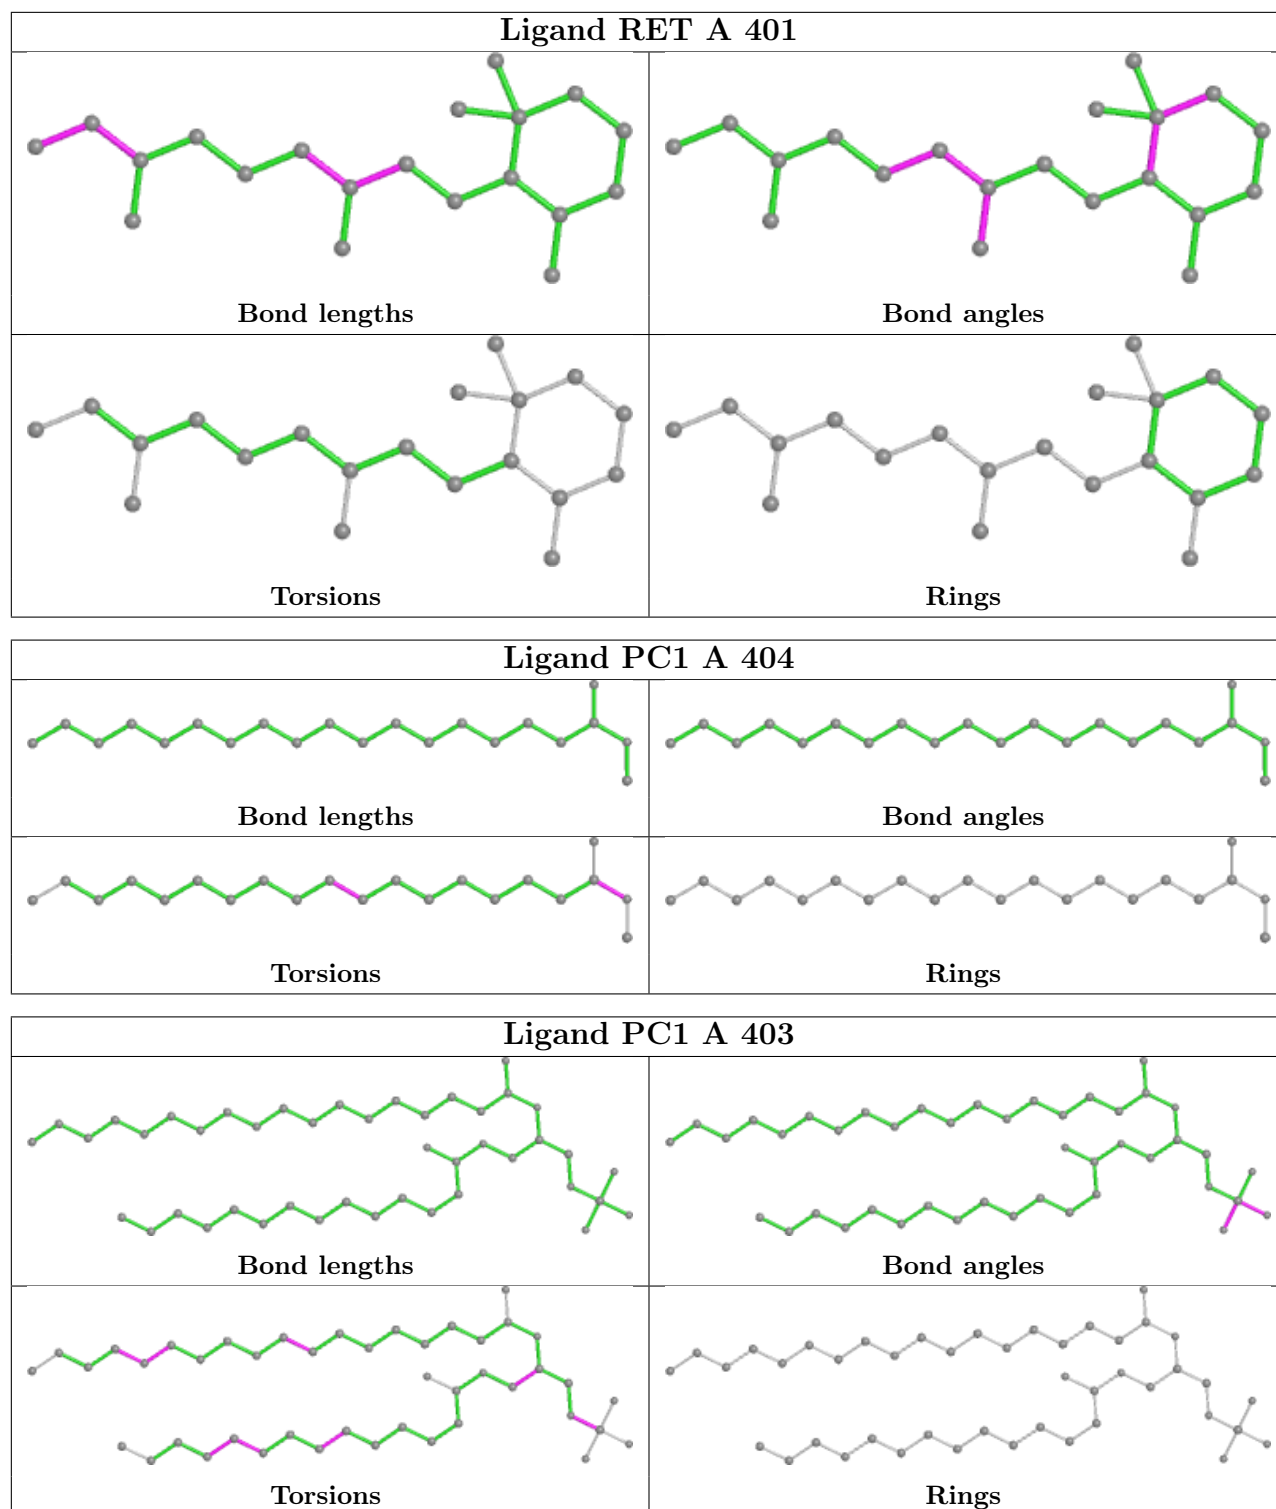 Ligand RET A 401
Bond lengths
Bond angles
Torsions
Rings
Ligand PC1 A 404
Bond lengths
Bond angles
Torsions
Rings
Ligand PC1 A 403
Bond lengths
Bond angles
Torsions
Rings